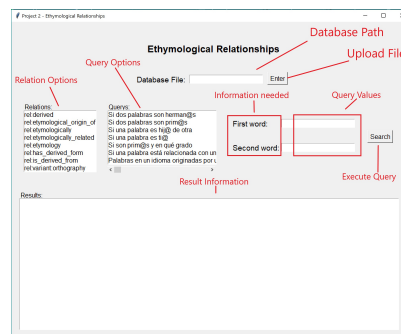 Project 2 - Ethymological Relationships
Ethymological Relationships
Database Path
Database File:
Enter
Upload File
Relation Options
Query Options
Information needed
Query Values
Relations:
rel:derived
rel:etymological_origin_of
rel:etymologically
rel:etymologically_related
rel:etymology
rel:has_derived_form
rel:is_derived_from
rel:variant:orthography
Querys:
Si dos palabras son herman@s
Si dos palabras son prim@s
Si una palabra es hij@ de otra
Si una palabra es ti@
Si son prim@s y en qué grado
Si una palabra está relacionada con un
Palabras en un idioma originadas por u
First word:
Second word:
Search
Execute Query
Result Information
Results: